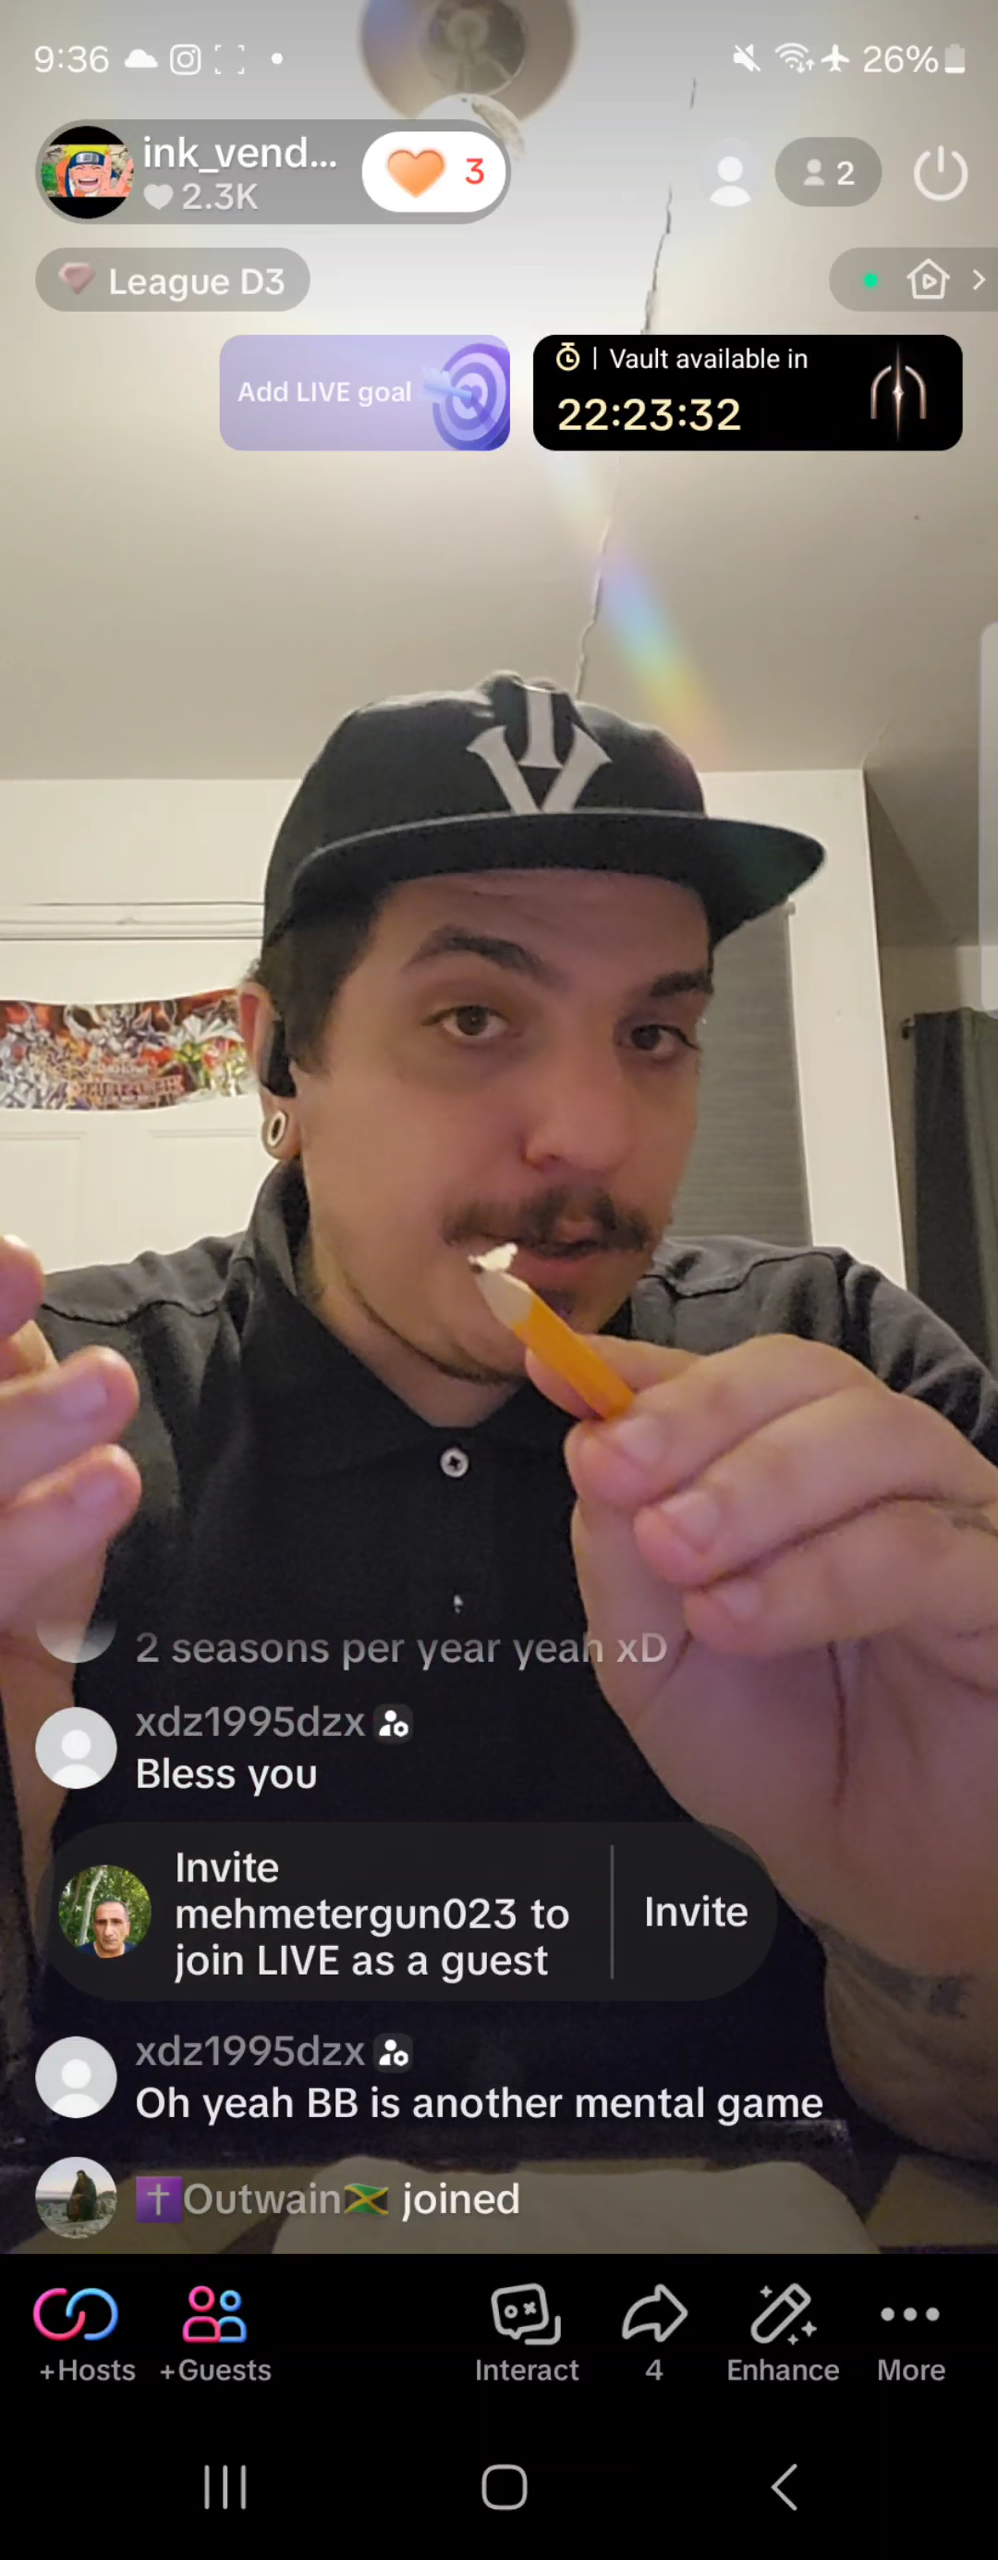 9:36
26%
ink_vend...
2.3K
3
2
League D3
Add LIVE goal
| Vault available in
22:23:32
2 seasons per year yeah xD
xdz1995dzx
Bless you
Invite
mehmetergun023 to
join LIVE as a guest
Invite
xdz1995dzx
Oh yeah BB is another mental game
Outwain joined
+Hosts
+Guests
Interact
4
Enhance
More